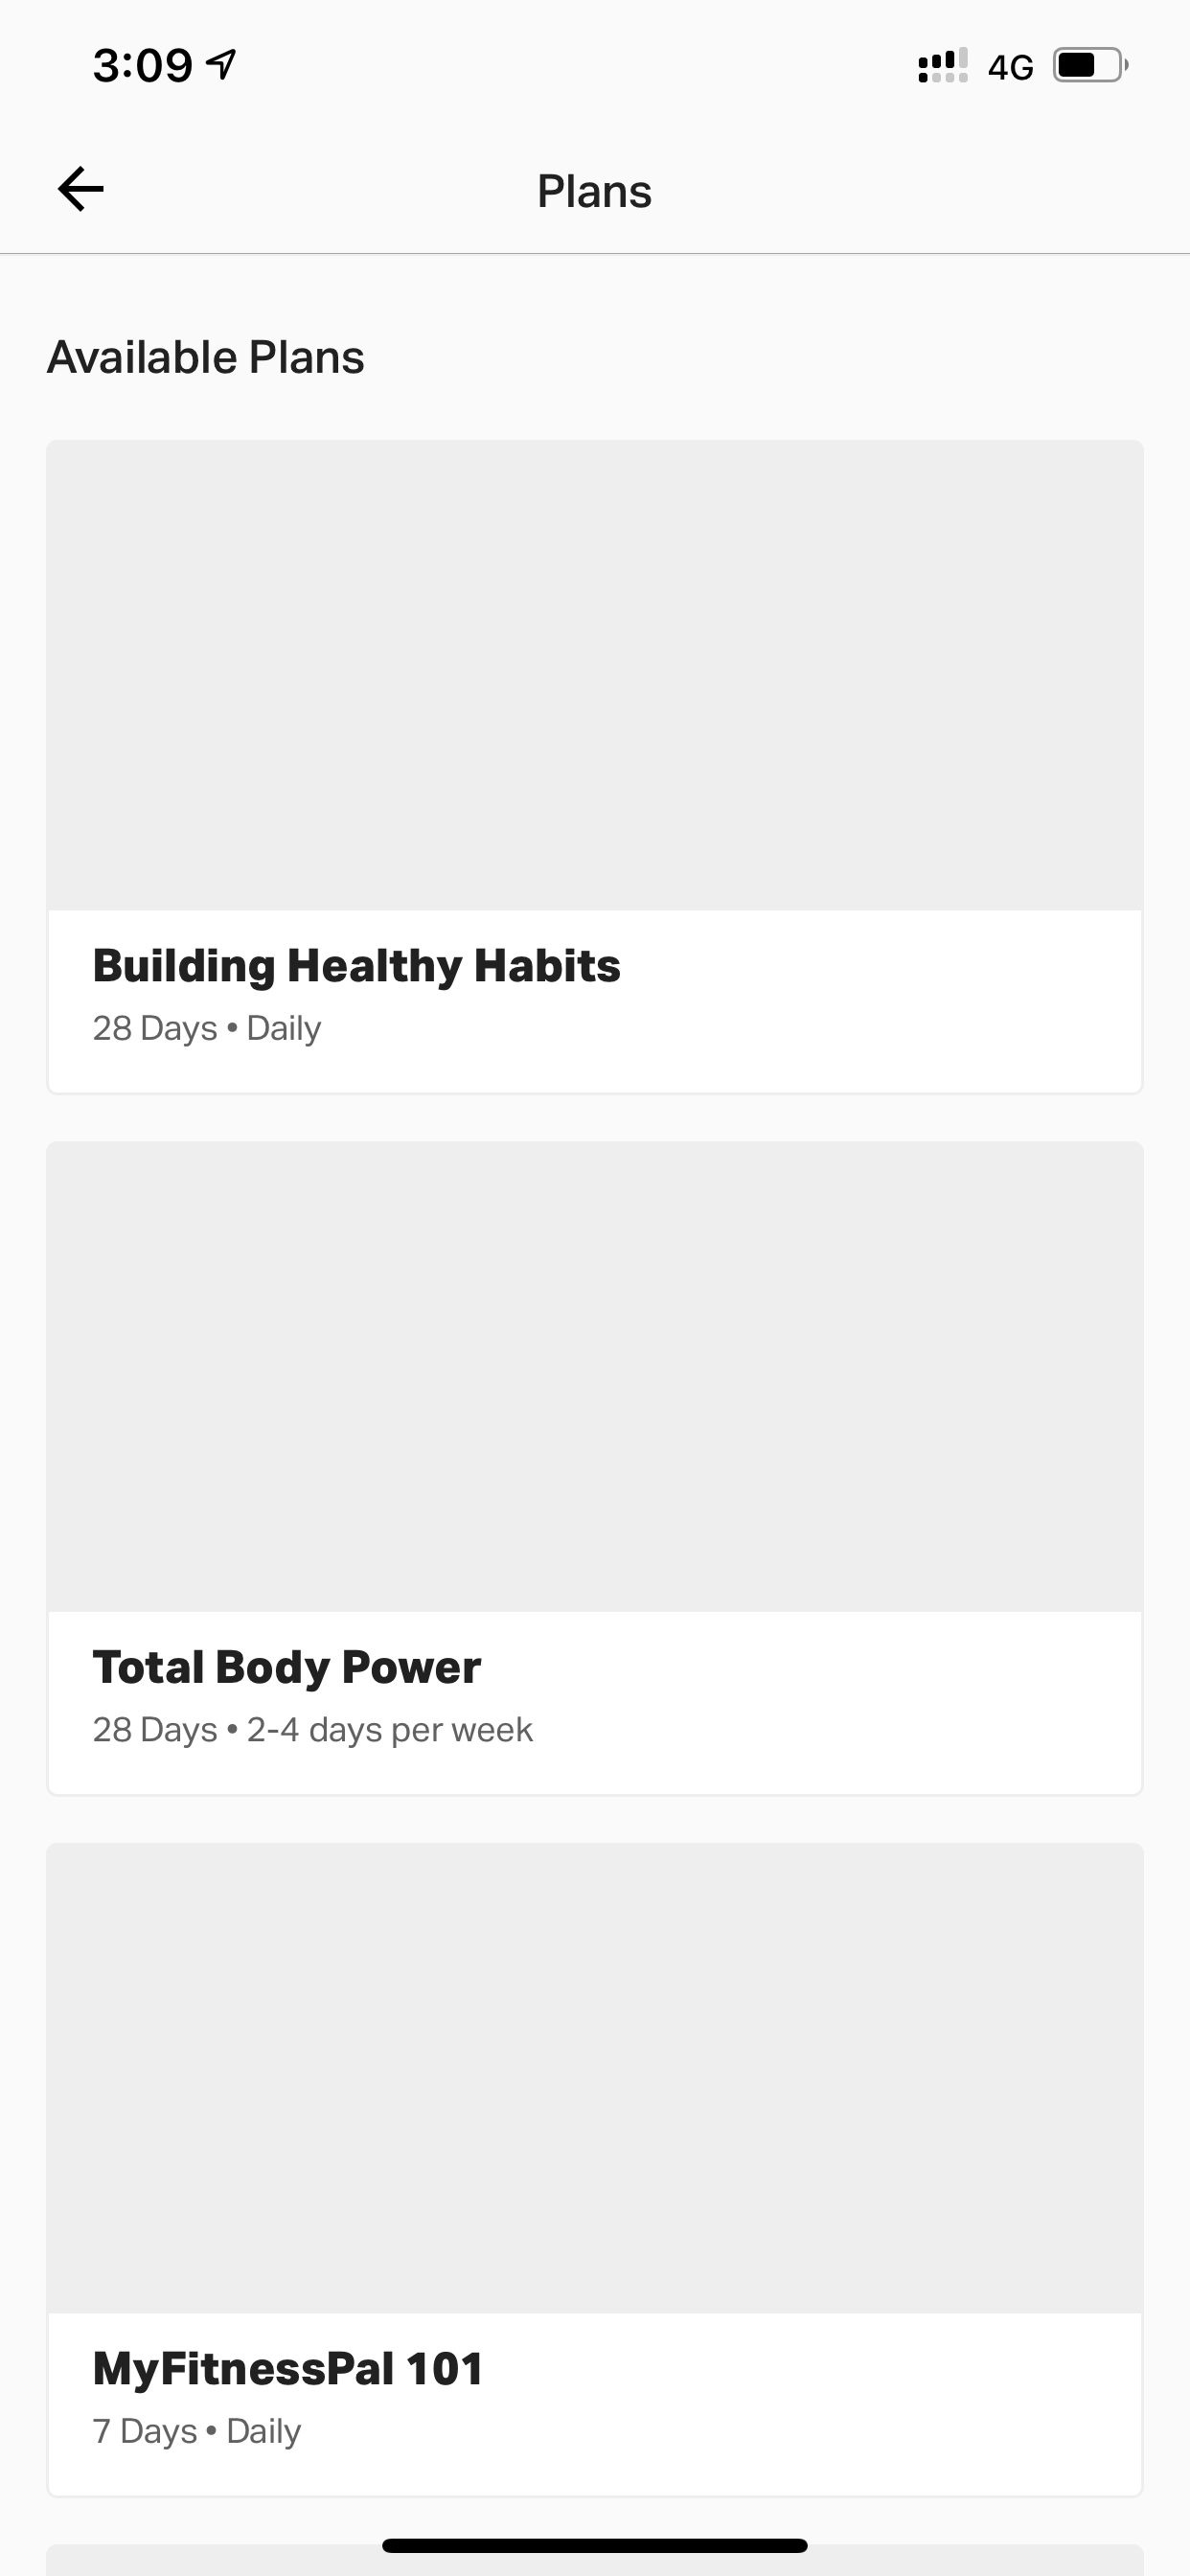 3:09
4G
Plans
Available Plans
Building Healthy Habits
28 Days • Daily
Total Body Power
28 Days • 2-4 days per week
MyFitnessPal 101
7 Days • Daily